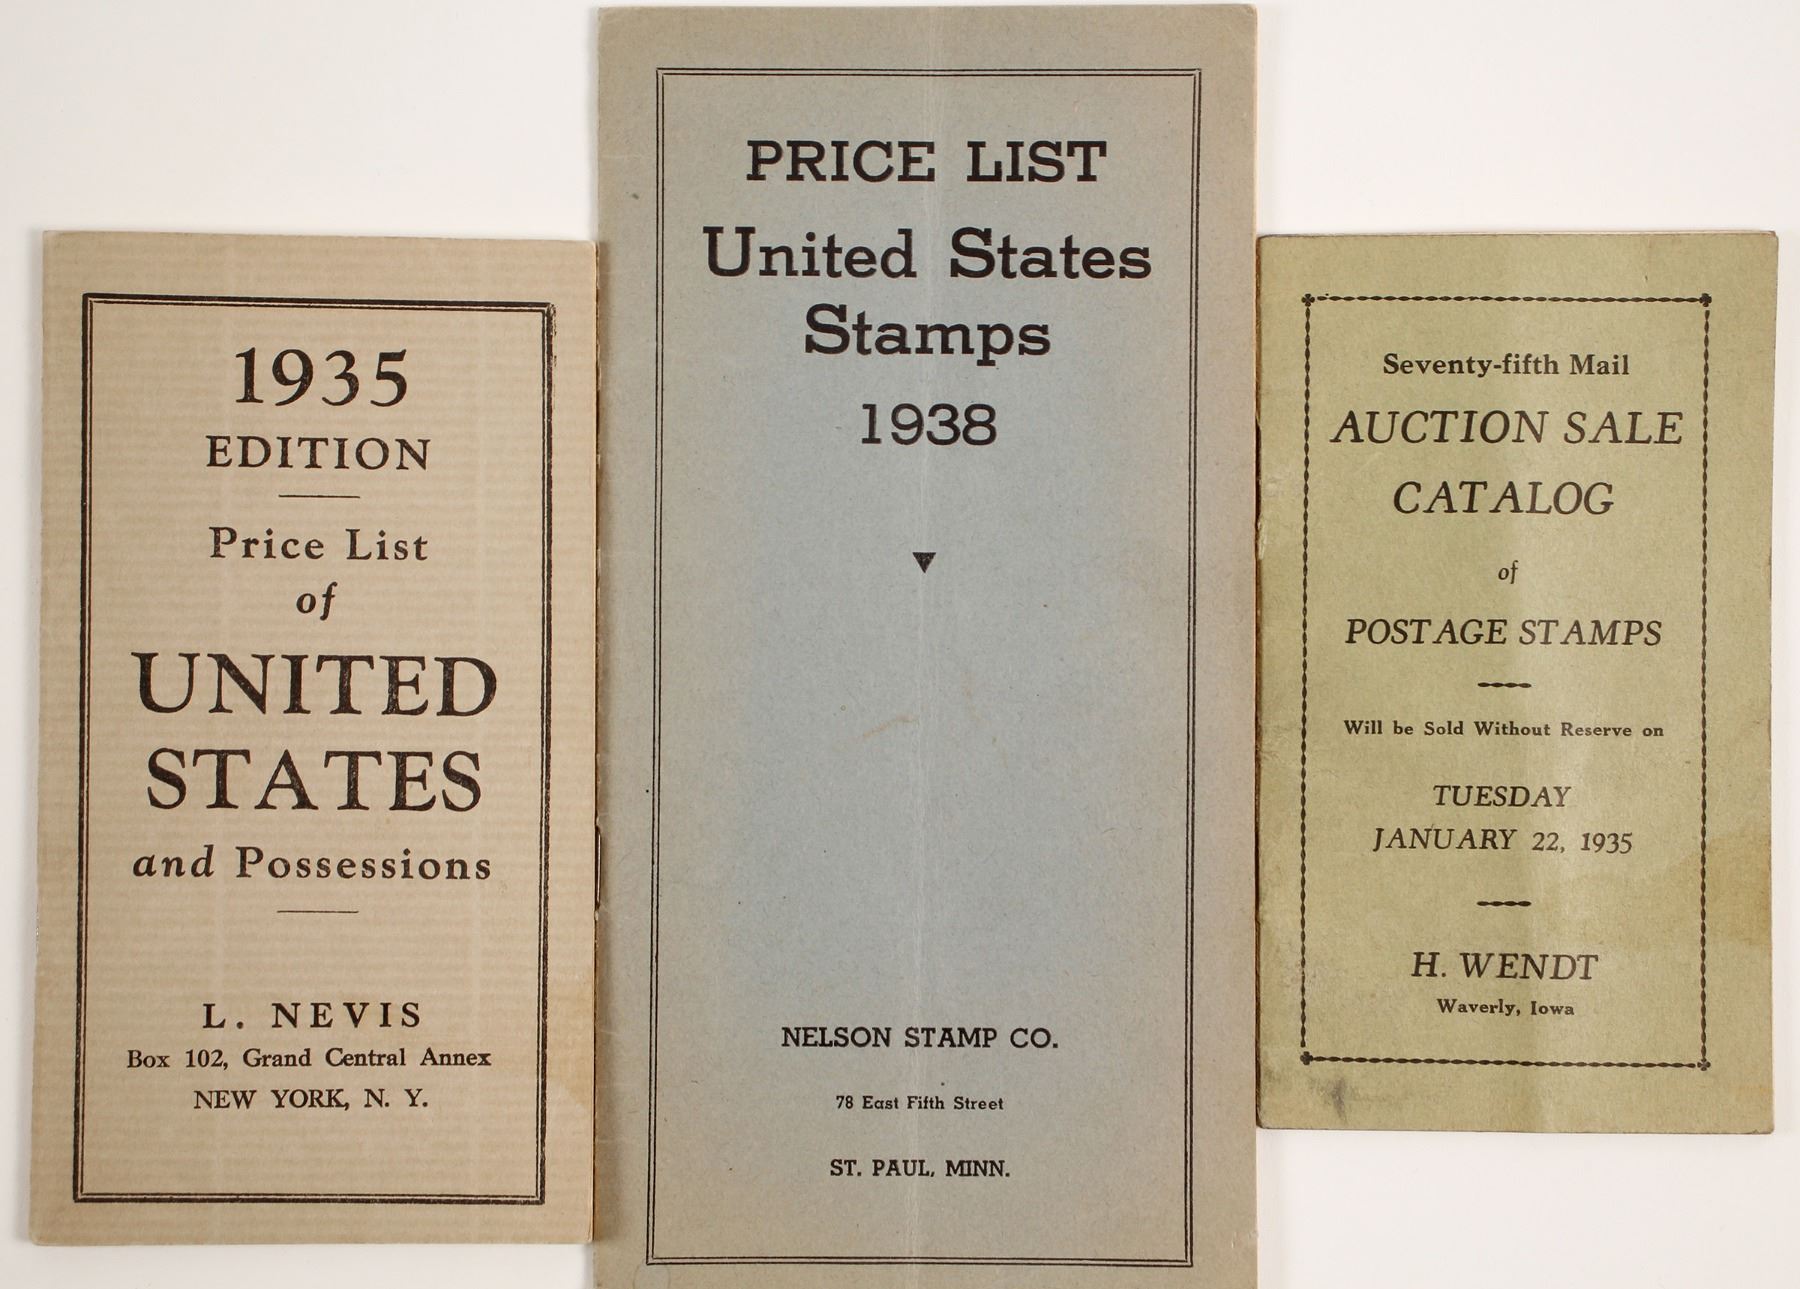 1935
EDITION
Price List
of
UNITED
STATES
and Possessions
L. NEVIS
Box 102, Grand Central Annex
NEW YORK, N. Y.
PRICE LIST
United States
Stamps
1938
NELSON STAMP CO.
78 East Fifth Street
ST. PAUL, MINN.
Seventy-fifth Mail
AUCTION SALE
CATALOG
of
POSTAGE STAMPS
Will be Sold Without Reserve on
TUESDAY
JANUARY 22, 1935
H. WENDT
Waverly, Iowa